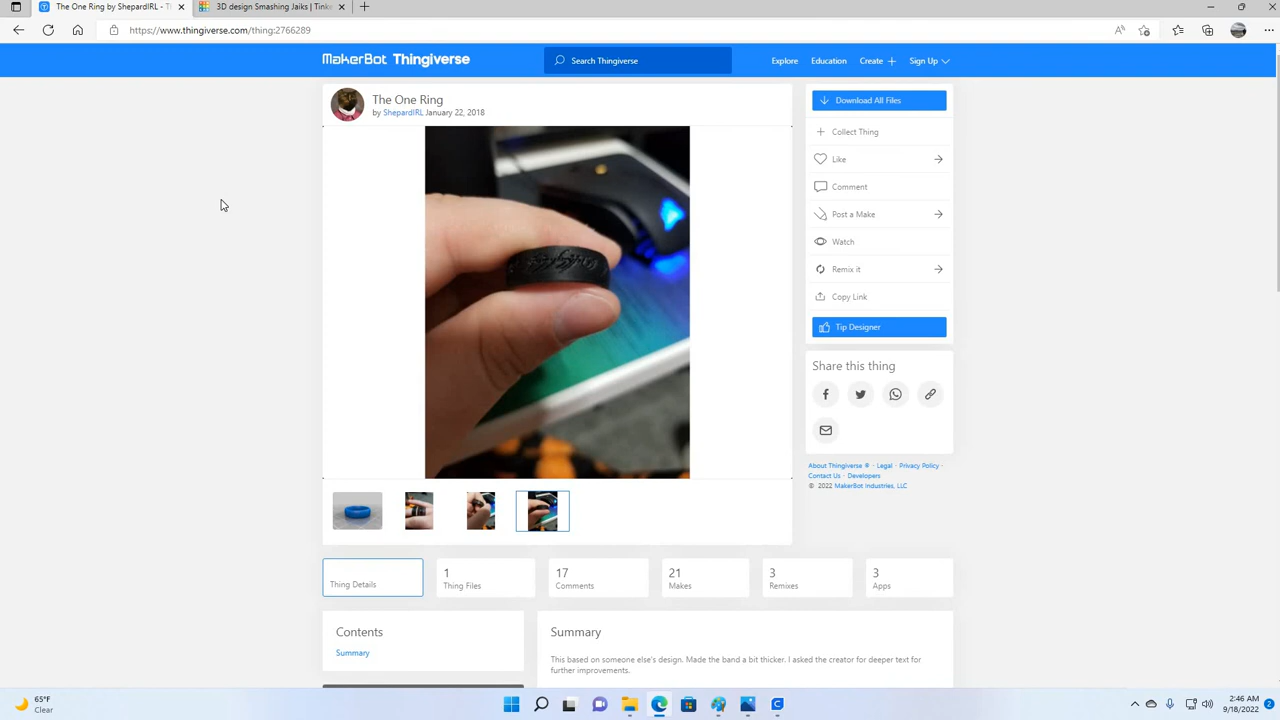 The One Ring by ShepardIRL - Th
3D design Smashing Jaiks | Tink
https://www.thingiverse.com/thing:2766289
MakerBot Thingiverse
Search Thingiverse
Explore
Education
Create
Sign Up
The One Ring
by ShepardIRL January 22, 2018
Download All Files
Collect Thing
Like
Comment
Post a Make
Watch
Remix it
Copy Link
Tip Designer
Share this thing
About Thingiverse ® · Legal · Privacy Policy ·
Contact Us · Developers
© 2022 MakerBot Industries, LLC
Thing Details
1
Thing Files
17
Comments
21
Makes
3
Remixes
3
Apps
Contents
Summary
Summary
This based on someone else's design. Made the band a bit thicker. I asked the creator for deeper text for
further improvements.
65°F
Clear
2:46 AM
9/18/2022
2